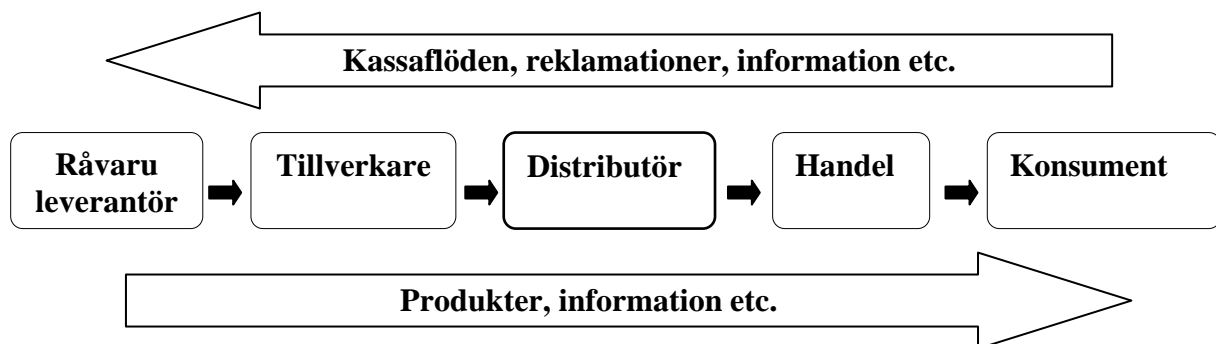 Kassaflöden, reklamationer, information etc.
Råvaru
leverantör
Tillverkare
Distributör
Handel
Konsument
Produkter, information etc.